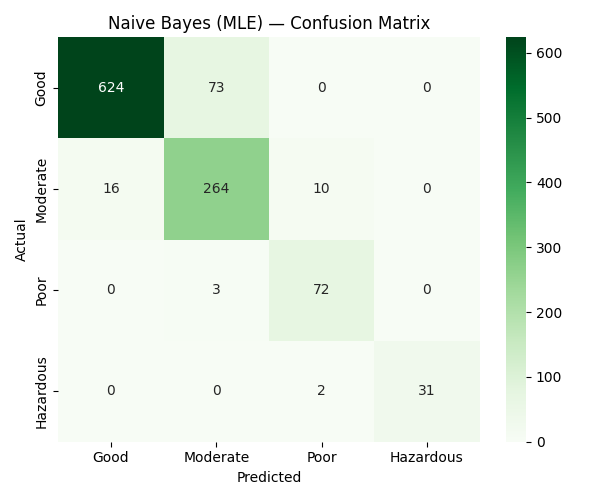 Naive Bayes (MLE) — Confusion Matrix
Actual
Good
624 73 0 0
Moderate
16 264 10 0
Poor
0 3 72 0
Hazardous
0 0 2 31
Good Moderate Poor Hazardous
Predicted
600
500
400
300
200
100
0